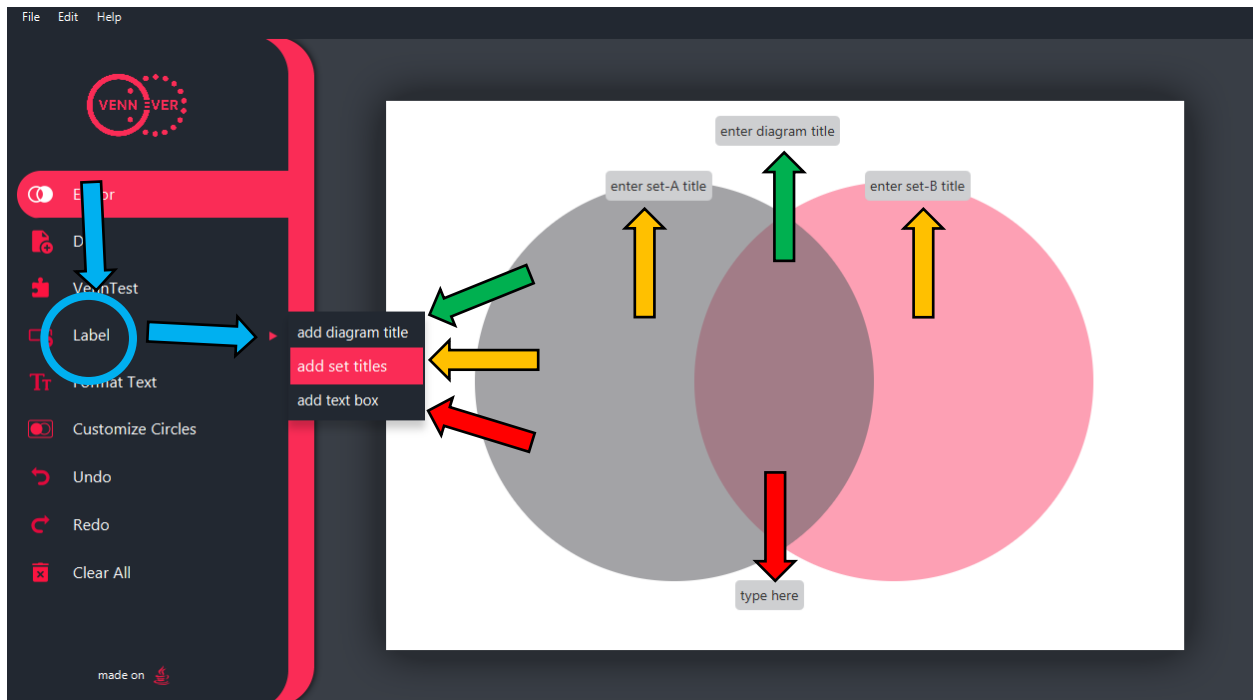 File Edit Help
VENN EVER
VennTest
Label
Format Text
Customize Circles
Undo
Redo
Clear All
made on
add diagram title
add set titles
add text box
enter diagram title
enter set-A title
enter set-B title
type here